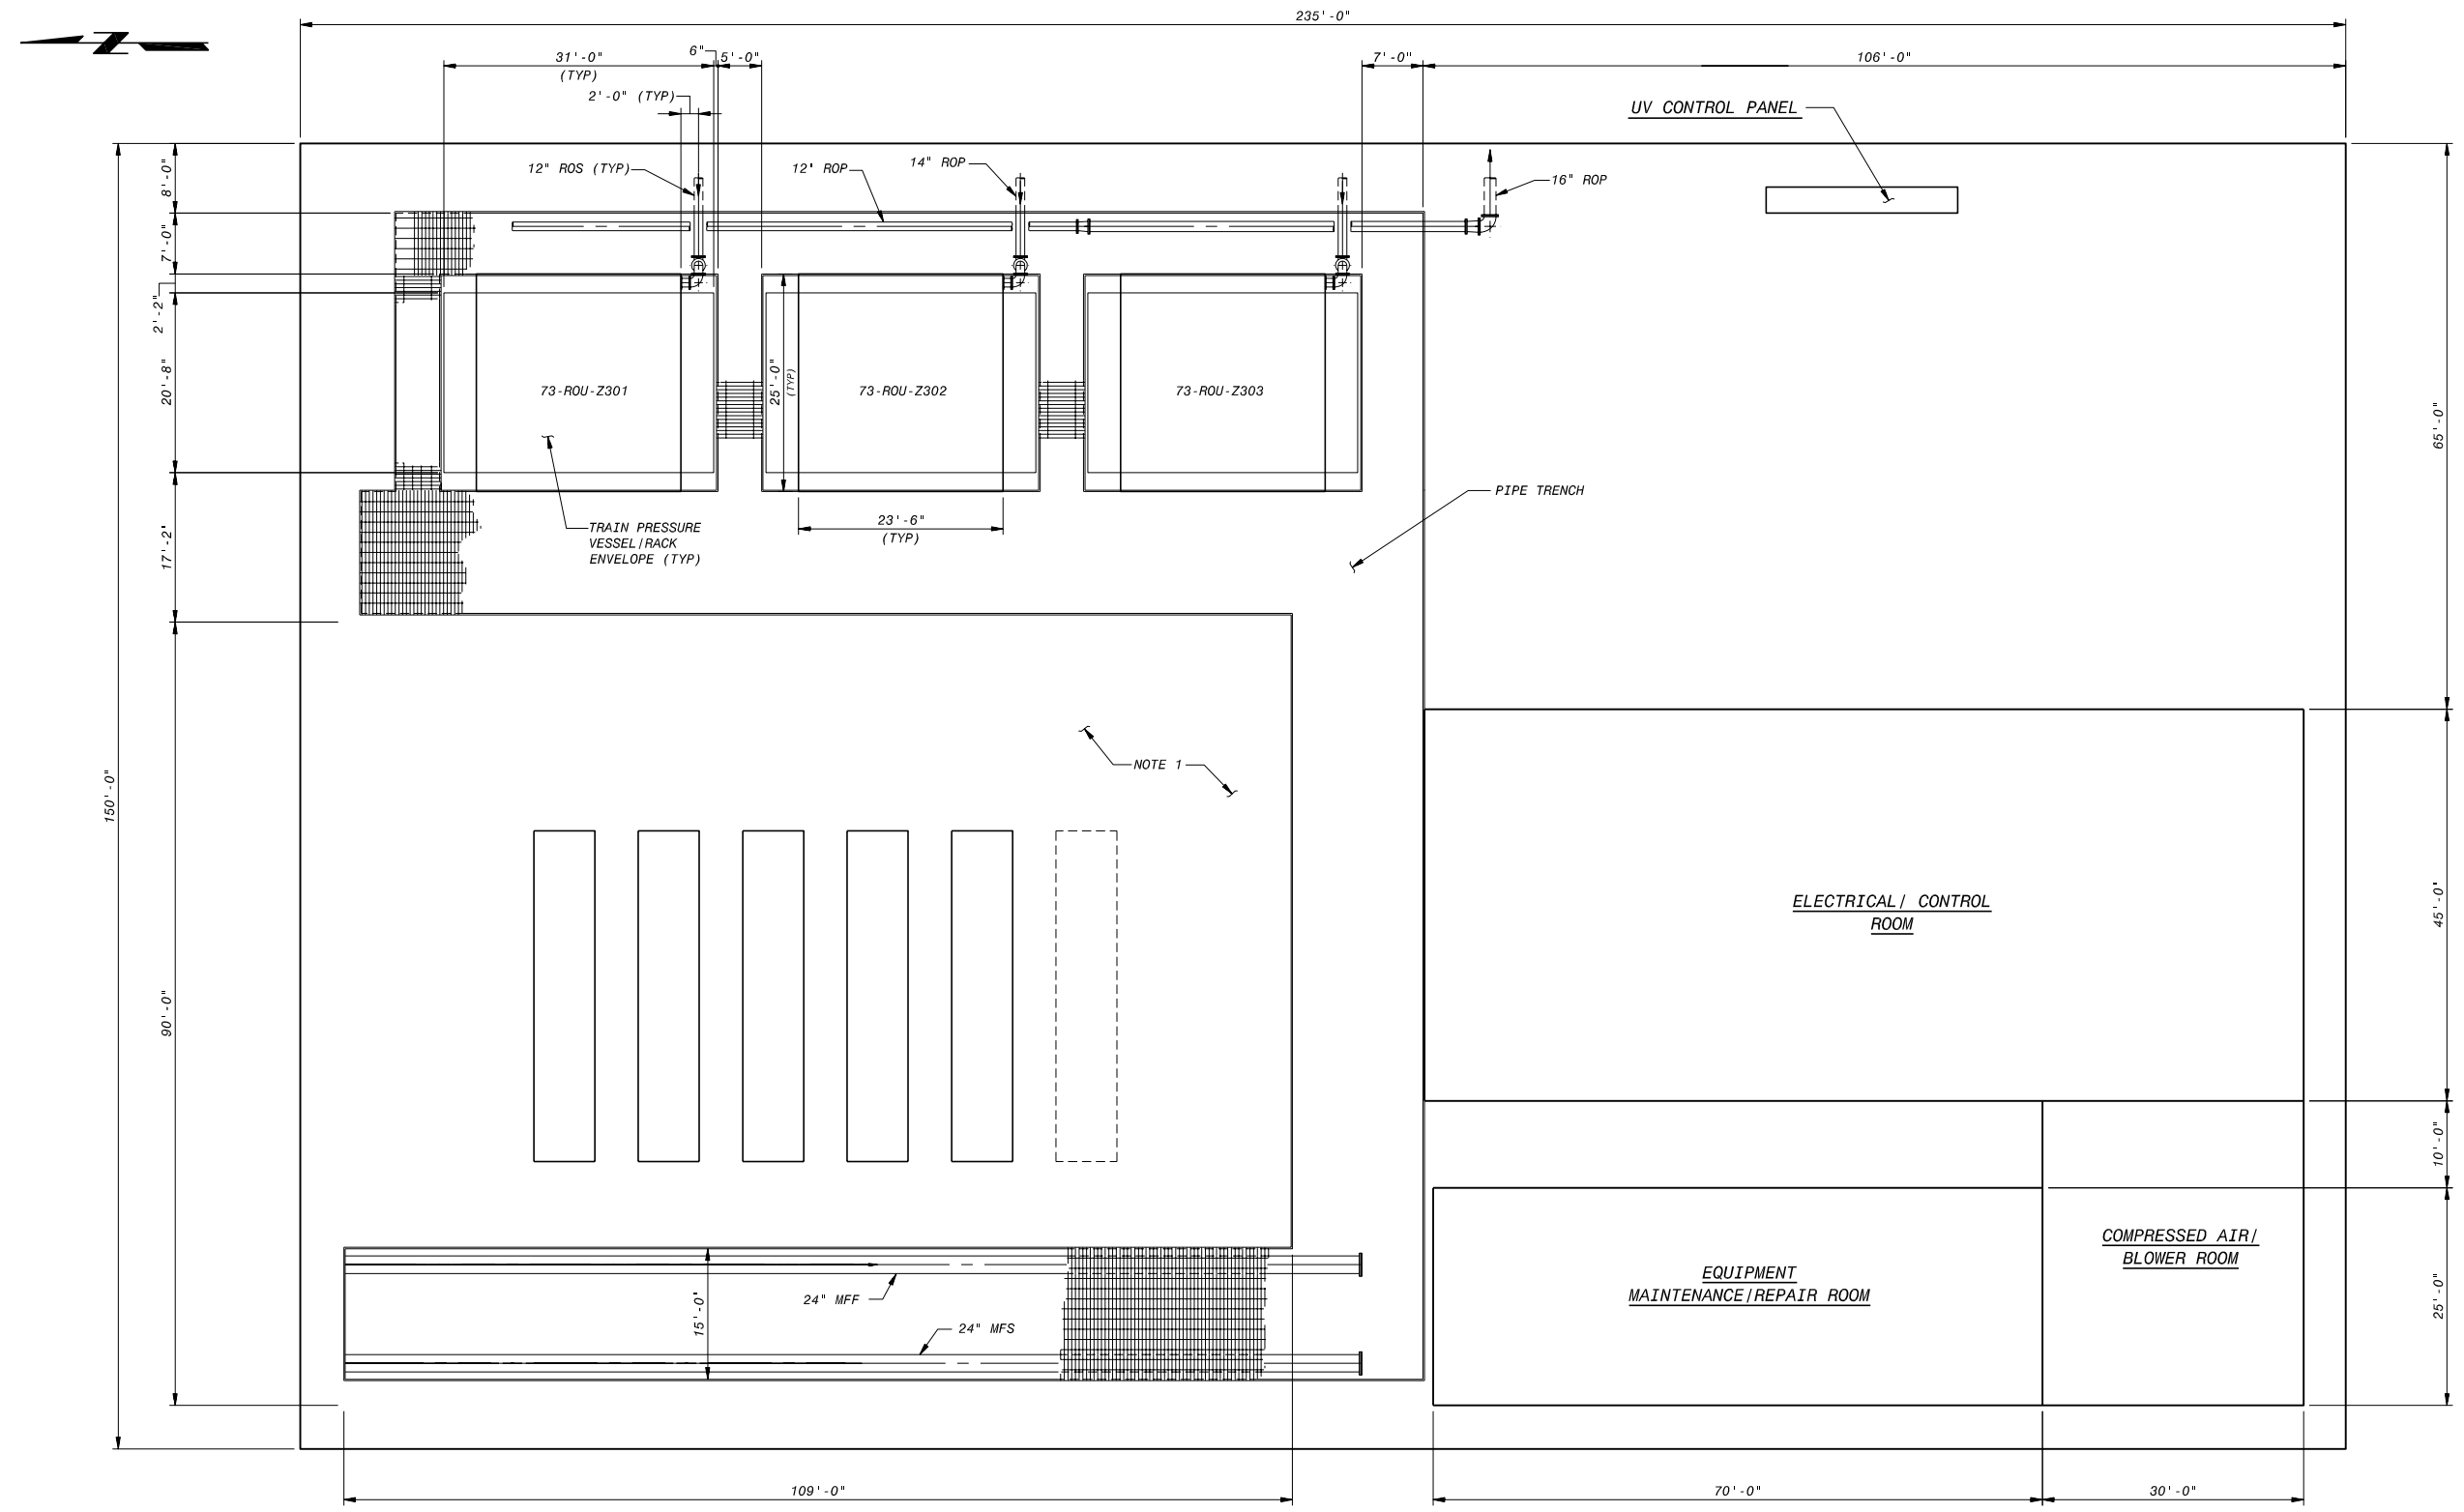 235'-0"
31'-0"
(TYP)
6"
5'-0"
7'-0"
106'-0"
2'-0" (TYP)
UV CONTROL PANEL
12" ROS (TYP)
12" ROP
14" ROP
16" ROP
8'-0"
7'-0"
2'-2"
20'-8"
17'-2"
90'-0"
150'-0"
73-ROU-Z301
73-ROU-Z302
73-ROU-Z303
25'-0"
(TYP)
23'-6"
(TYP)
TRAIN PRESSURE
VESSEL/RACK
ENVELOPE (TYP)
PIPE TRENCH
65'-0"
NOTE 1
ELECTRICAL/ CONTROL
ROOM
45'-0"
10'-0"
25'-0"
COMPRESSED AIR/
BLOWER ROOM
EQUIPMENT
MAINTENANCE/REPAIR ROOM
24" MFF
15'-0"
24" MFS
109'-0"
70'-0"
30'-0"